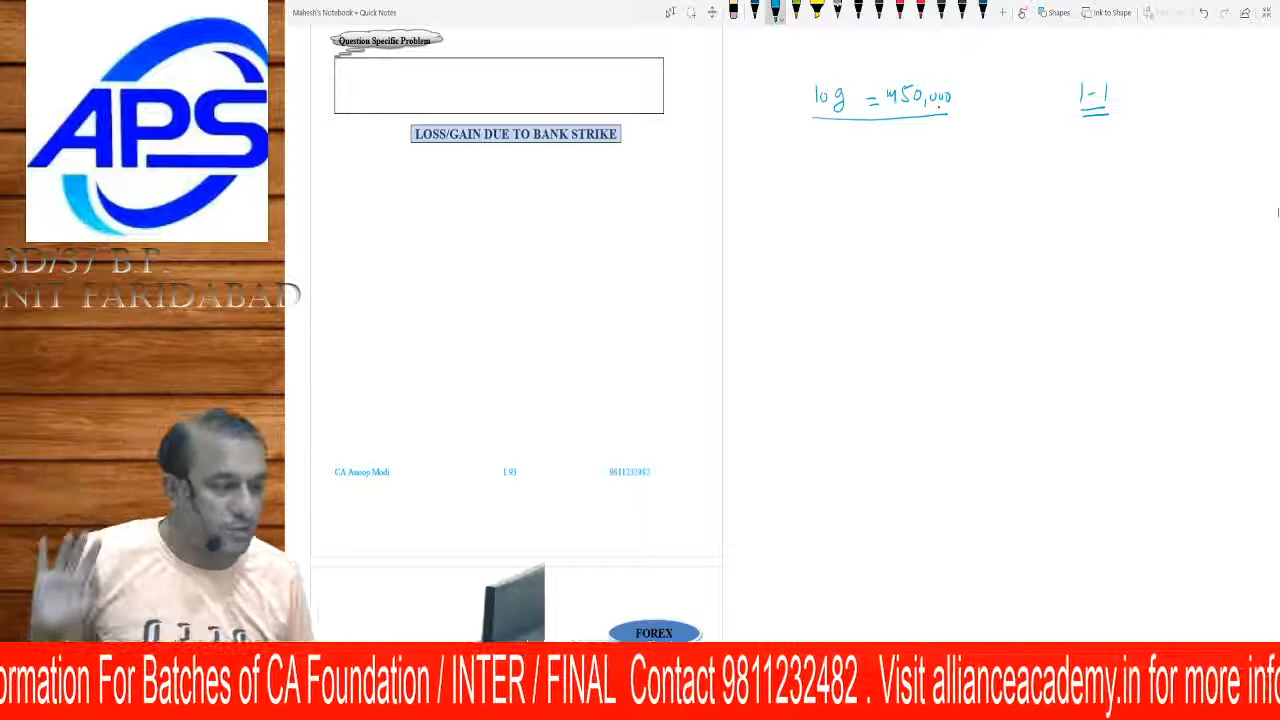 Mahesh's Notebook » Quick Notes
Shapes
Ink to Shape
APS
3D/37 B.P.
NIT FARIDABAD
Question Specific Problem
LOSS/GAIN DUE TO BANK STRIKE
log = 50,000
1-1
CA Anoop Modi 1.93 9811232482
FOREX
ormation For Batches of CA Foundation / INTER / FINAL Contact 9811232482 . Visit allianceacademy.in for more info